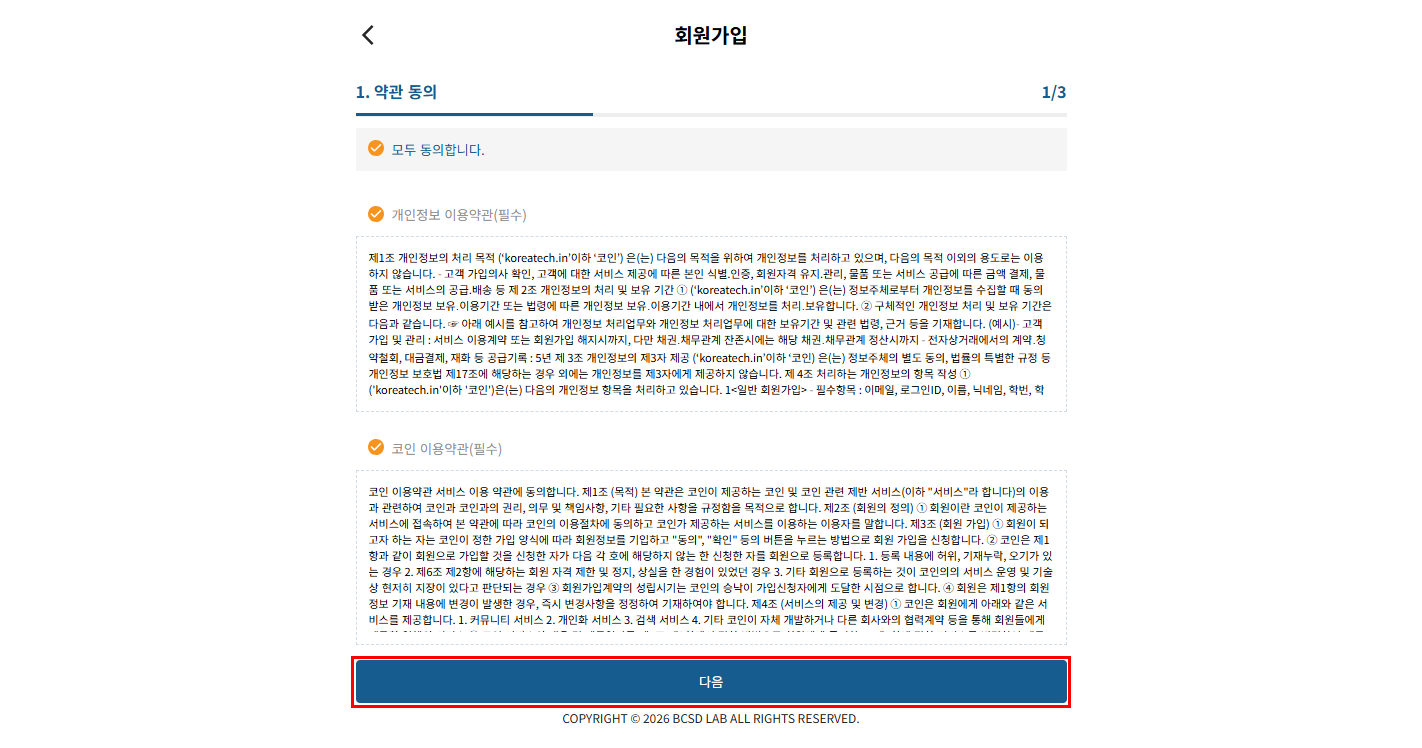 회원가입
1. 약관 동의
1/3
모두 동의합니다.
개인정보 이용약관(필수)
제1조 개인정보의 처리 목적 (‘koreatech.in’이하 ‘코인’) 은(는) 다음의 목적을 위하여 개인정보를 처리하고 있으며, 다음의 목적 이외의 용도로는 이용
하지 않습니다. - 고객 가입의사 확인, 고객에 대한 서비스 제공에 따른 본인 식별.인증, 회원자격 유지.관리, 물품 또는 서비스 공급에 따른 금액 결제, 물
품 또는 서비스의 공급.배송 등 제 2조 개인정보의 처리 및 보유 기간 ① (‘koreatech.in’이하 ‘코인’) 은(는) 정보주체로부터 개인정보를 수집할 때 동의
받은 개인정보 보유.이용기간 또는 법령에 따른 개인정보 보유.이용기간 내에서 개인정보를 처리.보유합니다. ② 구체적인 개인정보 처리 및 보유 기간은
다음과 같습니다. ☞ 아래 예시를 참고하여 개인정보 처리업무와 개인정보 처리업무에 대한 보유기간 및 관련 법령, 근거 등을 기재합니다. (예시)- 고객
가입 및 관리 : 서비스 이용계약 또는 회원가입 해지시까지, 다만 채권.채무관계 잔존시에는 해당 채권.채무관계 정산시까지 - 전자상거래에서의 계약.청
약철회, 대금결제, 재화 등 공급기록 : 5년 제 3조 개인정보의 제3자 제공 (‘koreatech.in’이하 ‘코인) 은(는) 정보주체의 별도 동의, 법률의 특별한 규정 등
개인정보 보호법 제17조에 해당하는 경우 외에는 개인정보를 제3자에게 제공하지 않습니다. 제 4조 처리하는 개인정보의 항목 작성 ①
('koreatech.in'이하 '코인')은(는) 다음의 개인정보 항목을 처리하고 있습니다. 1<일반 회원가입> - 필수항목 : 이메일, 로그인ID, 이름, 닉네임, 학번, 학
코인 이용약관(필수)
코인 이용약관 서비스 이용 약관에 동의합니다. 제1조 (목적) 본 약관은 코인이 제공하는 코인 및 코인 관련 제반 서비스(이하 "서비스"라 합니다)의 이용
과 관련하여 코인과 코인과의 권리, 의무 및 책임사항, 기타 필요한 사항을 규정함을 목적으로 합니다. 제2조 (회원의 정의) ① 회원이란 코인이 제공하는
서비스에 접속하여 본 약관에 따라 코인의 이용절차에 동의하고 코인가 제공하는 서비스를 이용하는 이용자를 말합니다. 제3조 (회원 가입) ① 회원이 되
고자 하는 자는 코인이 정한 가입 양식에 따라 회원정보를 기입하고 "동의", "확인" 등의 버튼을 누르는 방법으로 회원 가입을 신청합니다. ② 코인은 제1
항과 같이 회원으로 가입할 것을 신청한 자가 다음 각 호에 해당하지 않는 한 신청한 자를 회원으로 등록합니다. 1. 등록 내용에 허위, 기재누락, 오기가 있
는 경우 2. 제6조 제2항에 해당하는 회원 자격 제한 및 정지, 상실을 한 경험이 있었던 경우 3. 기타 회원으로 등록하는 것이 코인의의 서비스 운영 및 기술
상 현저히 지장이 있다고 판단되는 경우 ③ 회원가입계약의 성립시기는 코인의 승낙이 가입신청자에게 도달한 시점으로 합니다. ④ 회원은 제1항의 회원
정보 기재 내용에 변경이 발생한 경우, 즉시 변경사항을 정정하여 기재하여야 합니다. 제4조 (서비스의 제공 및 변경) ① 코인은 회원에게 아래와 같은 서
비스를 제공합니다. 1. 커뮤니티 서비스 2. 개인화 서비스 3. 검색 서비스 4. 기타 코인이 자체 개발하거나 다른 회사와의 협력계약 등을 통해 회원들에게
다음
COPYRIGHT © 2026 BCSD LAB ALL RIGHTS RESERVED.